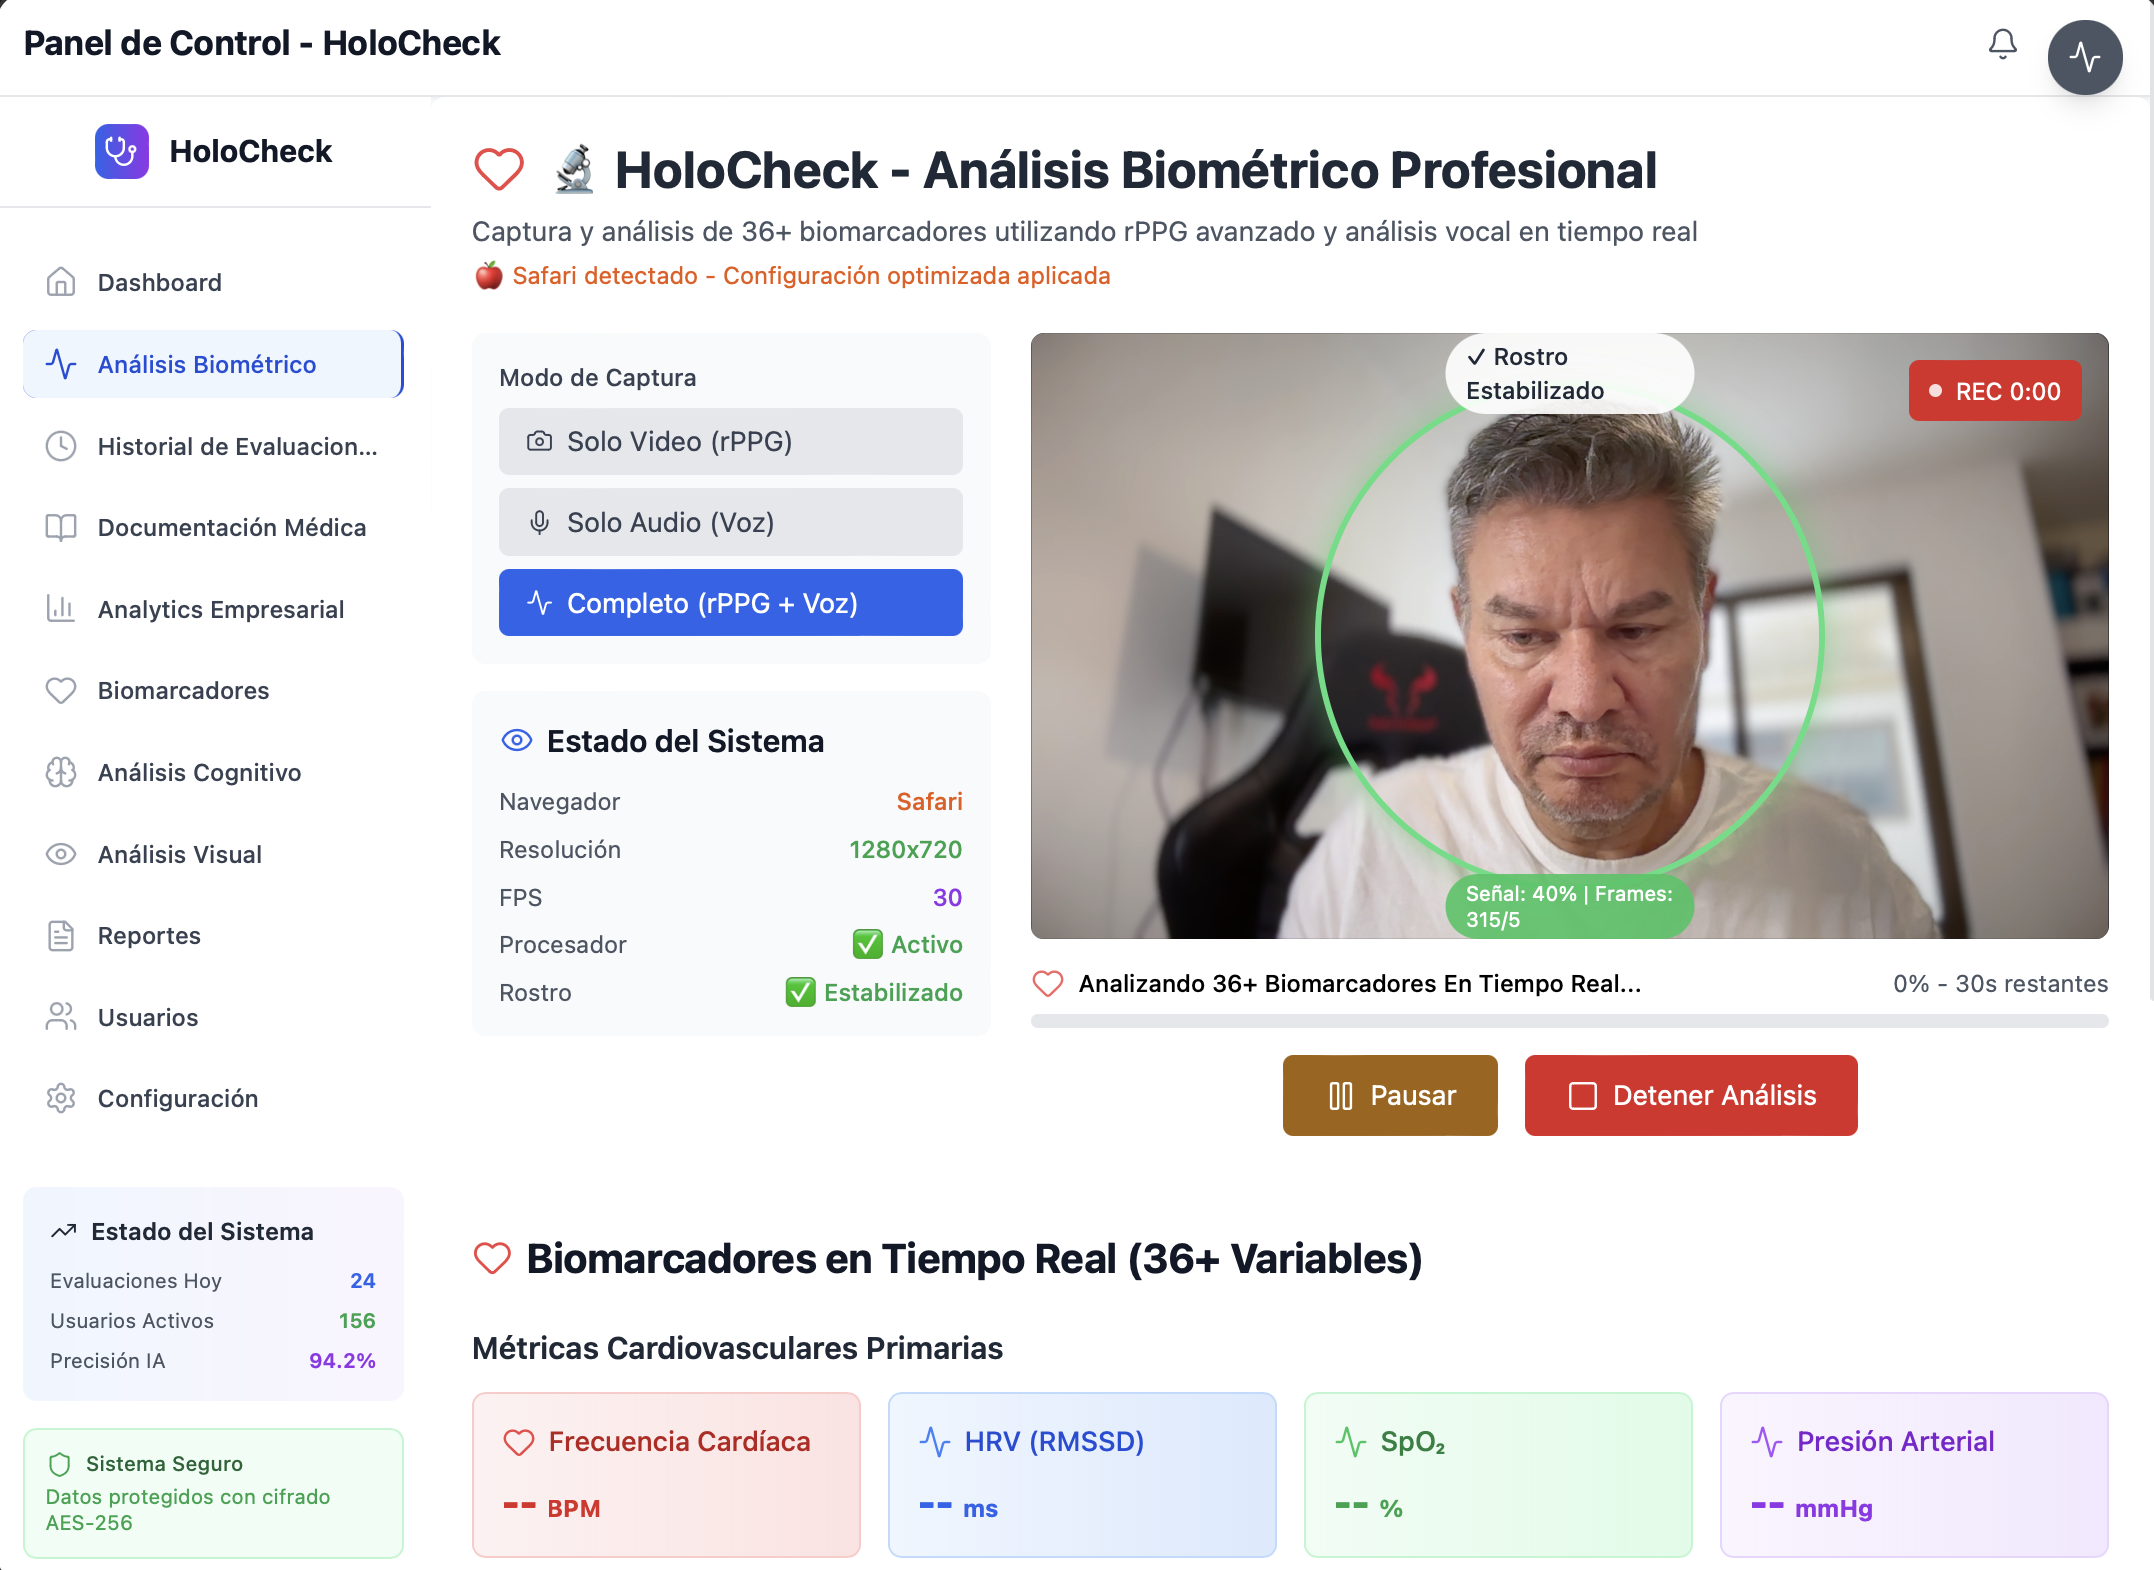 Panel de Control - HoloCheck
HoloCheck
Dashboard
Análisis Biométrico
Historial de Evaluacion...
Documentación Médica
Analytics Empresarial
Biomarcadores
Análisis Cognitivo
Análisis Visual
Reportes
Usuarios
Configuración
Estado del Sistema
Evaluaciones Hoy 24
Usuarios Activos 156
Precisión IA 94.2%
Sistema Seguro
Datos protegidos con cifrado
AES-256
HoloCheck - Análisis Biométrico Profesional
Captura y análisis de 36+ biomarcadores utilizando rPPG avanzado y análisis vocal en tiempo real
Safari detectado - Configuración optimizada aplicada
Modo de Captura
Solo Video (rPPG)
Solo Audio (Voz)
Completo (rPPG + Voz)
Estado del Sistema
Navegador Safari
Resolución 1280x720
FPS 30
Procesador ✅ Activo
Rostro ✅ Estabilizado
✓ Rostro
Estabilizado
REC 0:00
Señal: 40% | Frames:
315/5
Analizando 36+ Biomarcadores En Tiempo Real...
0% - 30s restantes
Pausar
Detener Análisis
Biomarcadores en Tiempo Real (36+ Variables)
Métricas Cardiovasculares Primarias
Frecuencia Cardíaca
-- BPM
HRV (RMSSD)
-- ms
SpO₂
-- %
Presión Arterial
-- mmHg